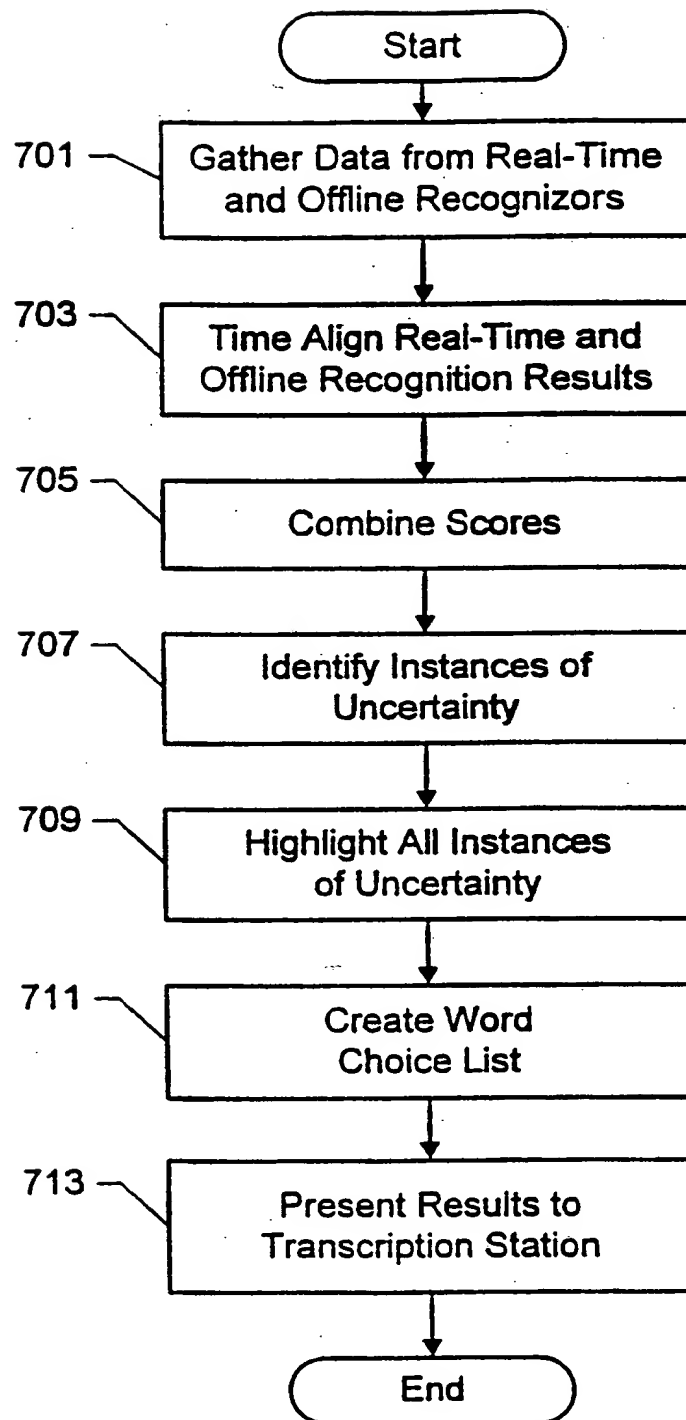 Start
701
Gather Data from Real-Time
and Offline Recognizors
703
Time Align Real-Time and
Offline Recognition Results
705
Combine Scores
707
Identify Instances of
Uncertainty
709
Highlight All Instances
of Uncertainty
711
Create Word
Choice List
713
Present Results to
Transcription Station
End